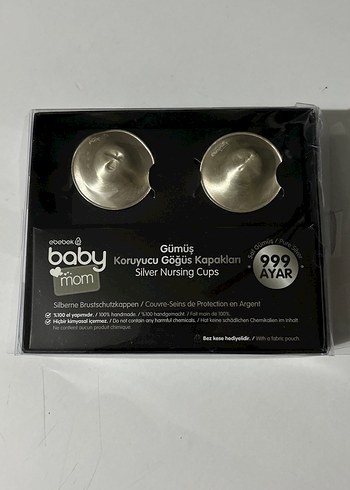 ebebek
baby
mom
Gümüş
Koruyucu Göğüs Kapakları
Silver Nursing Cups
Saf Gümüş / Pure Silver
999
AYAR
Silberne Brustschutzkappen / Couvre-Seins de Protection en Argent
%100 el yapımıdır. / 100% handmade. / %100 handgemacht. / Fait main de 100%.
Hiçbir kimyasal içermez. / Do not contain any harmful chemicals. / Hat keine schädlichen Chemikalien im Inhalt
Ne contient aucun produit chimique.
Bez kese hediyelidir. / With a fabric pouch